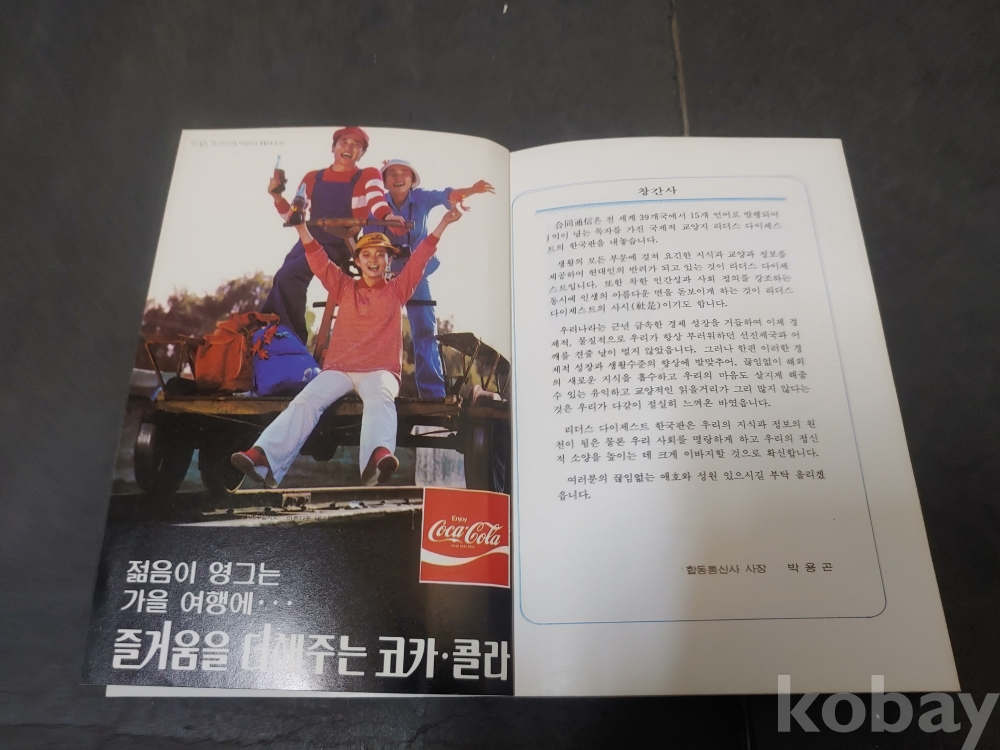 Enjoy
Coca-Cola
젊음이 영그는
가을 여행에···
즐거움을 더해주는 코카·콜라
창간사
合同通信은 전 세계 39개국에서 15개 언어로 발행되어
1억이 넘는 독자를 가진 국제적 교양지 리더스 다이제스
트의 한국판을 내놓습니다.
생활의 모든 부문에 걸쳐 요긴한 지식과 교양과 정보를
제공하여 현대인의 반려가 되고 있는 것이 리더스 다이제
스트입니다. 또한 착한 인간성과 사회 정의를 강조하는
동시에 인생의 아름다운 면을 돋보이게 하는 것이 리더스
다이제스트의 사시(社是)이기도 합니다.
우리나라는 근년 급속한 경제 성장을 거듭하여 이제 경
제적, 물질적으로 우리가 항상 부러워하던 선진제국과 어
깨를 견줄 날이 멀지 않았읍니다. 그러나 한편 이러한 경
제적 성장과 생활수준의 향상에 발맞추어, 끊임없이 해외
의 새로운 지식을 흡수하고 우리의 마음도 살지게 해줄
수 있는 유익하고 교양적인 읽을거리가 그리 많지 않다는
것은 우리가 다같이 절실히 느껴온 바였읍니다.
리더스 다이제스트 한국판은 우리의 지식과 정보의 원
천이 됨은 물론 우리 사회를 명랑하게 하고 우리의 정신
적 소양을 높이는 데 크게 이바지할 것으로 확신합니다.
여러분의 끊임없는 애호와 성원 있으시길 부탁 올리겠
읍니다.
합동통신사 사장 박용곤
kobay